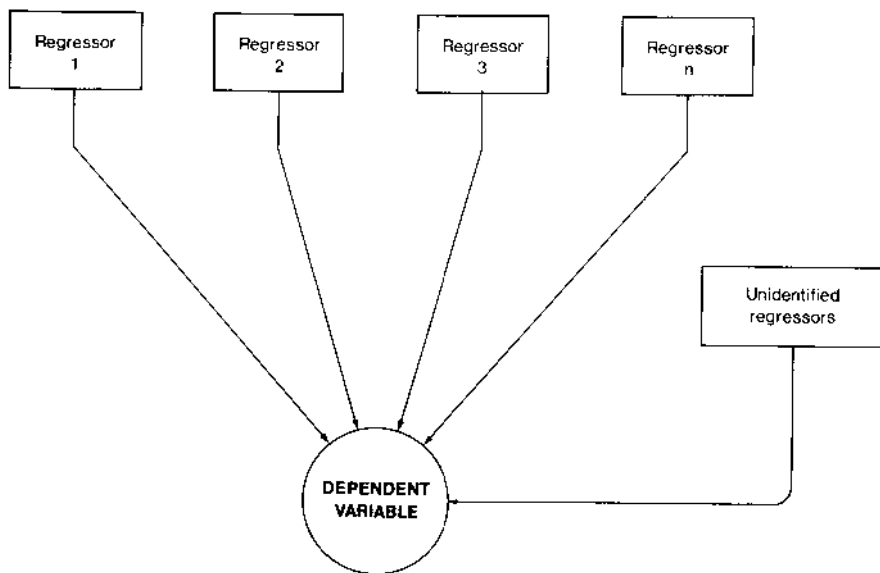 Regressor
1
Regressor
2
Regressor
3
Regressor
n
Unidentified
regressors
DEPENDENT
VARIABLE